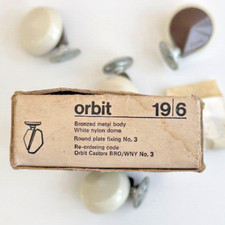 orbit 19/6
Bronzed metal body
White nylon dome
Round plate fixing No. 3
Re-ordering code
Orbit Castors BRO/WNY No. 3